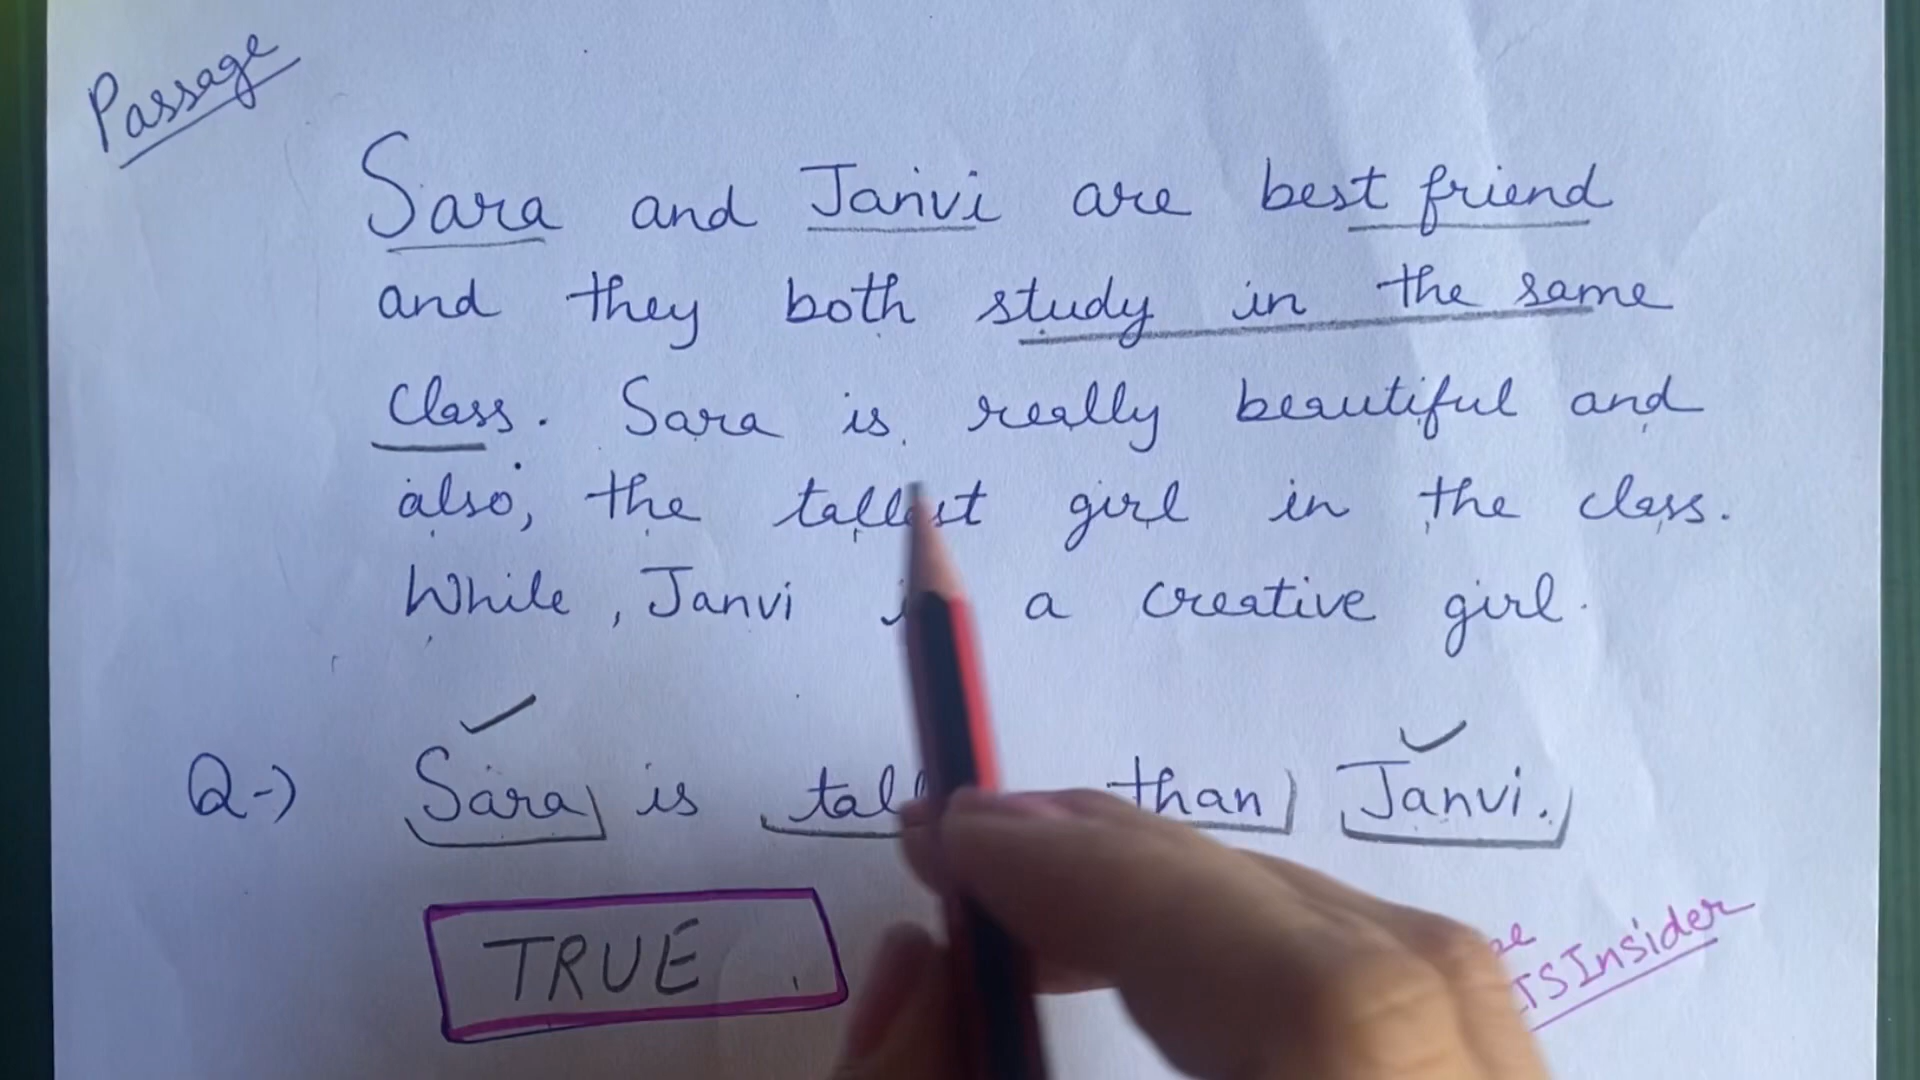 Passage
Sara and Janvi are best friend
and they both study in the same
class. Sara is really beautiful and
also, the tallest girl in the class.
While, Janvi a creative girl.
Q-) Sara is than Janvi.
TRUE